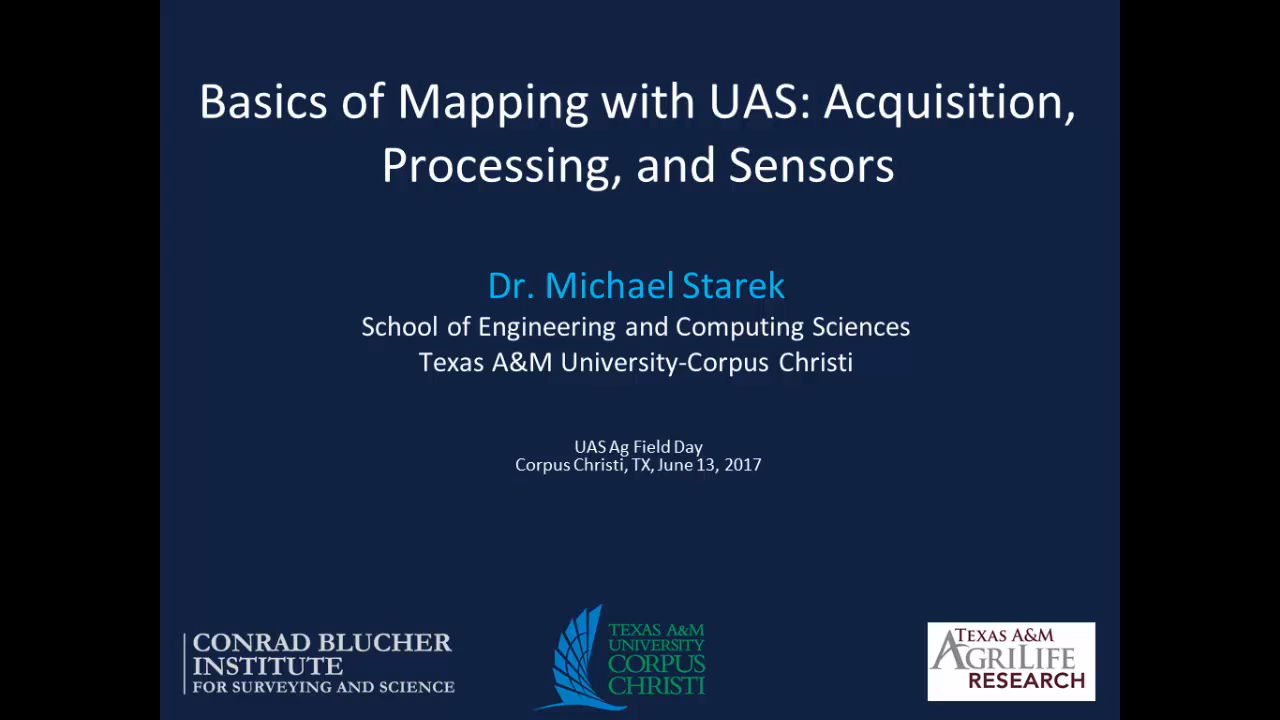 Basics of Mapping with UAS: Acquisition,
Processing, and Sensors
Dr. Michael Starek
School of Engineering and Computing Sciences
Texas A&M University-Corpus Christi
UAS Ag Field Day
Corpus Christi, TX, June 13, 2017
CONRAD BLUCHER
INSTITUTE
FOR SURVEYING AND SCIENCE
TEXAS A&M
UNIVERSITY
CORPUS
CHRISTI
TEXAS A&M
AGRILIFE
RESEARCH